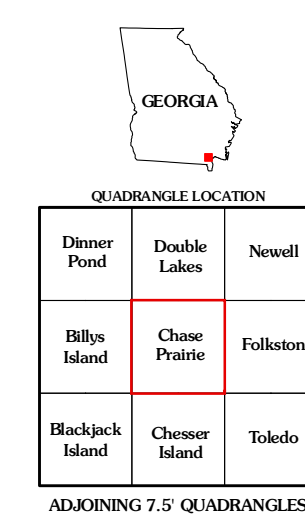 GEORGIA
QUADRANGLE LOCATION
Dinner
Pond
Double
Lakes
Newell
Billys
Island
Chase
Prairie
Folkston
Blackjack
Island
Chesser
Island
Toledo
ADJOINING 7.5' QUADRANGLES